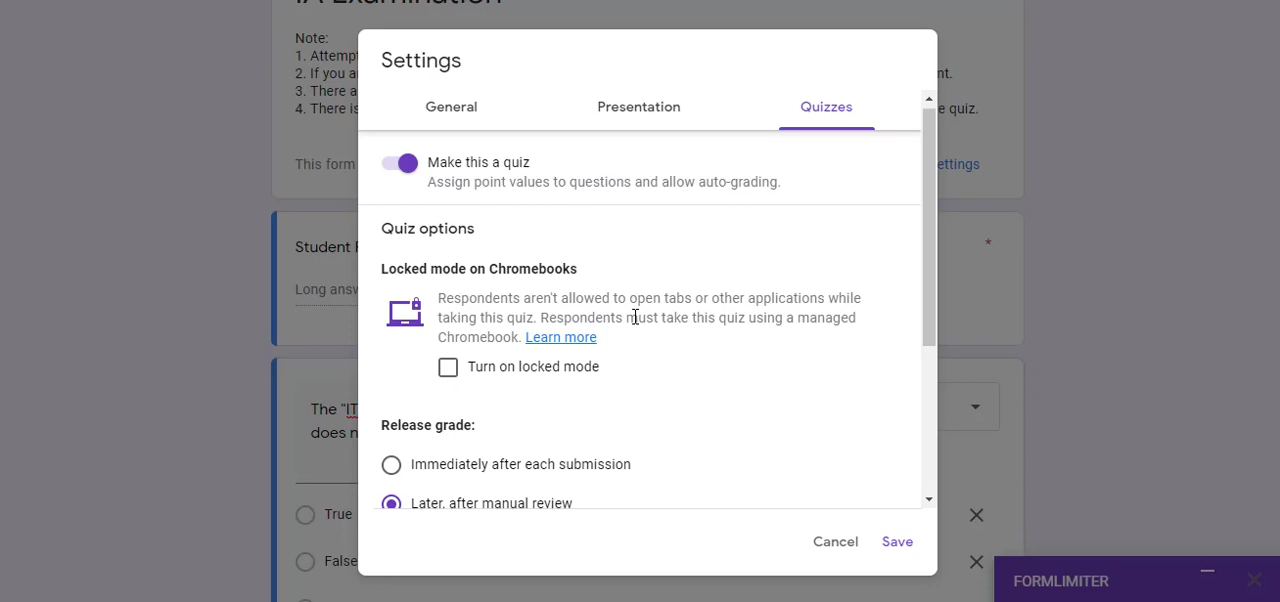 IA Examination
Note:
1. Attempt
2. If you a
nt.
3. There a
4. There is
e quiz.
This form
ettings
Settings
General
Presentation
Quizzes
Make this a quiz
Assign point values to questions and allow auto-grading.
Quiz options
Locked mode on Chromebooks
Respondents aren't allowed to open tabs or other applications while
taking this quiz. Respondents must take this quiz using a managed
Chromebook. Learn more
Turn on locked mode
Release grade:
Immediately after each submission
Later, after manual review
Cancel
Save
Student
*
Long answ
The "IT
does n
True
False
FORMLIMITER